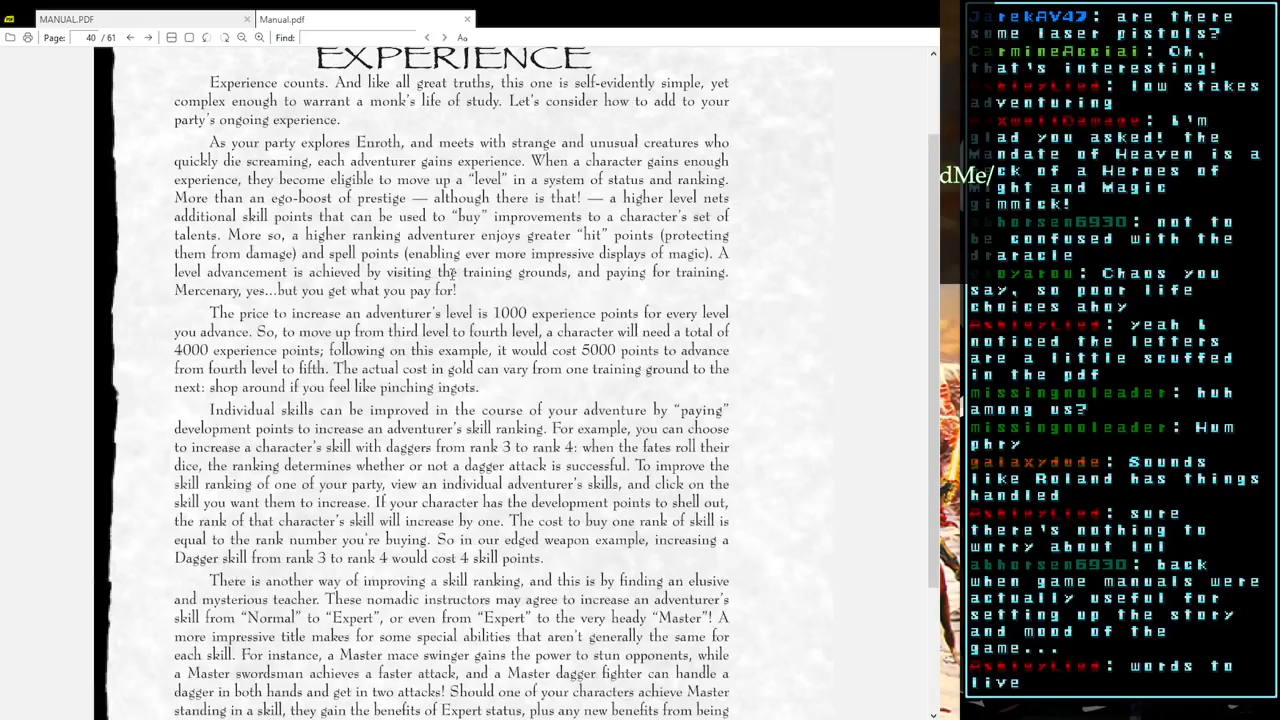 MANUAL.PDF
Manual.pdf
Page: 40 / 61
Find:
EXPERIENCE
Experience counts. And like all great truths, this one is self-evidently simple, yet
complex enough to warrant a monk's life of study. Let's consider how to add to your
party's ongoing experience.
As your party explores Enroth, and meets with strange and unusual creatures who
quickly die screaming, each adventurer gains experience. When a character gains enough
experience, they become eligible to move up a "level" in a system of status and ranking.
More than an ego-boost of prestige — although there is that! — a higher level nets
additional skill points that can be used to "buy" improvements to a character's set of
talents. More so, a higher ranking adventurer enjoys greater "hit" points (protecting
them from damage) and spell points (enabling ever more impressive displays of magic). A
level advancement is achieved by visiting the training grounds, and paying for training.
Mercenary, yes...but you get what you pay for!
The price to increase an adventurer's level is 1000 experience points for every level
you advance. So, to move up from third level to fourth level, a character will need a total of
4000 experience points; following on this example, it would cost 5000 points to advance
from fourth level to fifth. The actual cost in gold can vary from one training ground to the
next: shop around if you feel like pinching ingots.
Individual skills can be improved in the course of your adventure by "paying"
development points to increase an adventurer's skill ranking. For example, you can choose
to increase a character's skill with daggers from rank 3 to rank 4: when the fates roll their
dice, the ranking determines whether or not a dagger attack is successful. To improve the
skill ranking of one of your party, view an individual adventurer's skills, and click on the
skill you want them to increase. If your character has the development points to shell out,
the rank of that character's skill will increase by one. The cost to buy one rank of skill is
equal to the rank number you're buying. So in our edged weapon example, increasing a
Dagger skill from rank 3 to rank 4 would cost 4 skill points.
There is another way of improving a skill ranking, and this is by finding an elusive
and mysterious teacher. These nomadic instructors may agree to increase an adventurer's
skill from "Normal" to "Expert", or even from "Expert" to the very heady "Master"! A
more impressive title makes for some special abilities that aren't generally the same for
each skill. For instance, a Master mace swinger gains the power to stun opponents, while
a Master swordsman achieves a faster attack, and a Master dagger fighter can handle a
dagger in both hands and get in two attacks! Should one of your characters achieve Master
standing in a skill, they gain the benefits of Expert status, plus any new benefits from being
dMe/
JarekAV47: are there
some laser pistols?
CarmineAcciai: Oh,
that's interesting!
AshleyLied: low stakes
adventuring
MaxwellDamage: I'm
glad you asked! the
Mandate of Heaven is a
ck of a Heroes of
Might and Magic
gimmick!
abhorsen6930: not to
be confused with the
draracle
oyarou: Chaos you
say, so poor life
choices ahoy
yeah I
noticed the letters
are a little scuffed
in the pdf
missingnoleader: huh
among us?
missingnoleader: Hum
phry
galaxydude: Sounds
like Roland has things
handled
sure
there's nothing to
worry about lol
abhorsen6930: back
when game manuals were
actually useful for
setting up the story
and mood of the
game...
words to
live